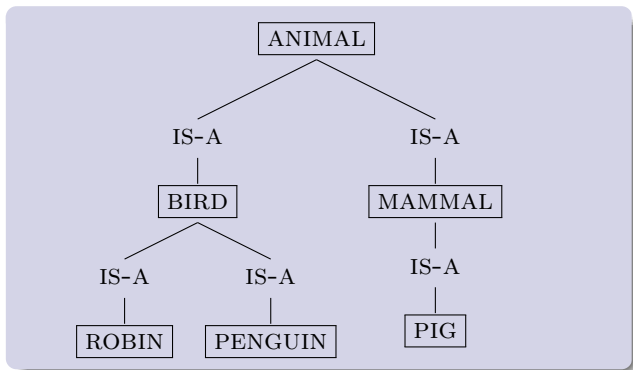 ANIMAL
IS-A IS-A
BIRD MAMMAL
IS-A IS-A IS-A
ROBIN PENGUIN PIG